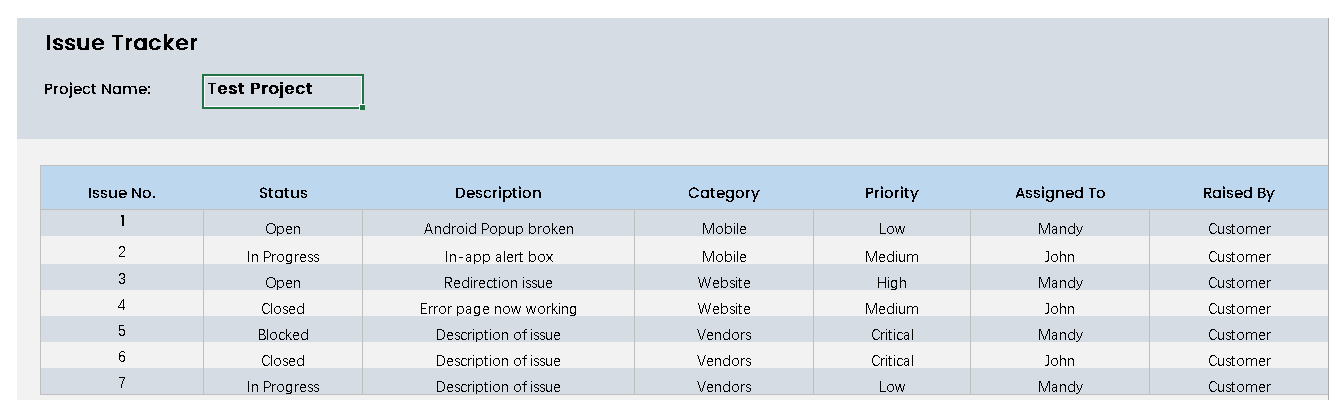 Issue Tracker
Project Name: Test Project
Issue No. Status Description Category Priority Assigned To Raised By
1 Open Android Popup broken Mobile Low Mandy Customer
2 In Progress In-app alert box Mobile Medium John Customer
3 Open Redirection issue Website High Mandy Customer
4 Closed Error page now working Website Medium John Customer
5 Blocked Description of issue Vendors Critical Mandy Customer
6 Closed Description of issue Vendors Critical John Customer
7 In Progress Description of issue Vendors Low Mandy Customer